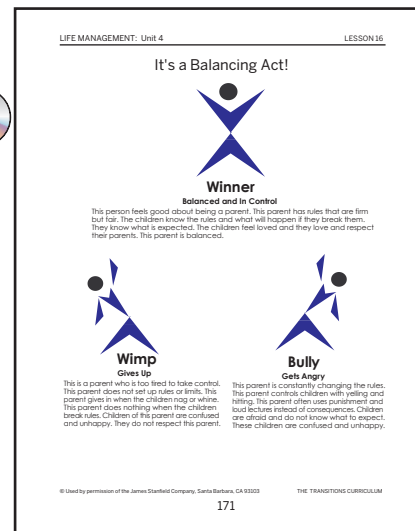 LIFE MANAGEMENT: Unit 4 LESSON 16
It's a Balancing Act!
Winner
Balanced and In Control
This person feels good about being a parent. This parent has rules that are firm
but fair. The children know the rules and what will happen if they break them.
They know what is expected. The children feel loved and they love and respect
their parents. This parent is balanced.
Wimp
Gives Up
This is a parent who is too tired to take control.
This parent does not set up rules or limits. This
parent gives in when the children nag or whine.
This parent does nothing when the children
break rules. Children of this parent are confused
and unhappy. They do not respect this parent.
Bully
Gets Angry
This parent is constantly changing the rules.
This parent controls children with yelling and
hitting. This parent often uses punishment and
loud lectures instead of consequences. Children
are afraid and do not know what to expect.
These children are confused and unhappy.
© Used by permission of the James Stanfield Company, Santa Barbara, CA 93103 THE TRANSITIONS CURRICULUM
171